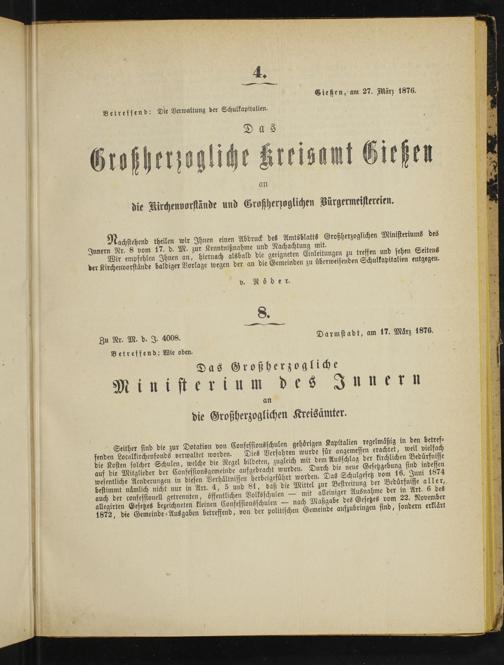 4.
Gießen, am 27. März 1876.
Betreffend: Die Verwaltung der Schulkapitalien.
Das
Großherzogliche Kreisamt Gießen
an
die Kirchenvorstände und Großherzoglichen Bürgermeistereien.
Nachstehend theilen wir Ihnen einen Abdruck des Amtsblatts Großherzoglichen Ministeriums des
Innern Nr. 8 vom 17. d. M. zur Kenntnißnahme und Nachachtung mit.
Wir empfehlen Ihnen an, hiernach alsbald die geeigneten Einleitungen zu treffen und sehen Seitens
der Kirchenvorstände baldiger Vorlage wegen der an die Gemeinden zu überweisenden Schulkapitalien entgegen.
v. Röder.
8.
Zu Nr. M. d. J. 4008.
Darmstadt, am 17. März 1876.
Betreffend: Wie oben.
Das Großherzogliche
Ministerium des Innern
an
die Großherzoglichen Kreisämter.
Seither sind die zur Dotation von Confessionsschulen gehörigen Kapitalien regelmäßig in den betref-
fenden Localkirchenfonds verwaltet worden. Dies Verfahren wurde für angemessen erachtet, weil vielfach
die Kosten solcher Schulen, welche die Regel bildeten, zugleich mit dem Ausschlag der kirchlichen Bedürfnisse
auf die Mitglieder der Confessionsgemeinde aufgebracht wurden. Durch die neue Gesetzgebung sind indessen
wesentliche Aenderungen in diesen Verhältnissen herbeigeführt worden. Das Schulgesetz vom 16. Juni 1874
bestimmt nämlich nicht nur in Art. 4, 5 und 81, daß die Mittel zur Bestreitung der Bedürfnisse aller,
auch der confessionell getrennten, öffentlichen Volksschulen — mit alleiniger Ausnahme der in Art. 6 des
allegirten Gesetzes bezeichneten kleinen Confessionsschulen — nach Maßgabe des Gesetzes vom 22. November
1872, die Gemeinde-Ausgaben betreffend, von der politischen Gemeinde aufzubringen sind, sondern erklärt